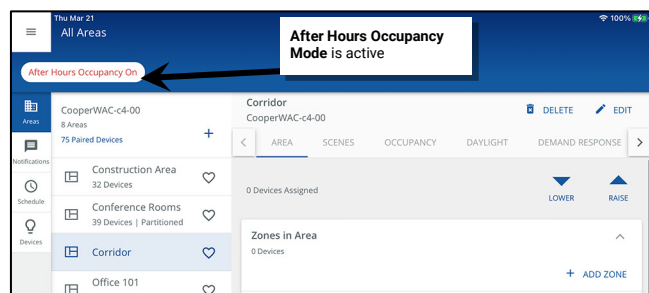 Thu Mar 21
100%
All Areas
After Hours Occupancy
Mode is active
After Hours Occupancy On
Areas
Notifications
Schedule
Devices
CooperWAC-c4-00
8 Areas
75 Paired Devices
+
Construction Area
32 Devices
Conference Rooms
39 Devices | Partitioned
Corridor
Office 101
Corridor
CooperWAC-c4-00
DELETE
EDIT
AREA SCENES OCCUPANCY DAYLIGHT DEMAND RESPONSE
0 Devices Assigned
LOWER RAISE
Zones in Area
0 Devices
+ ADD ZONE